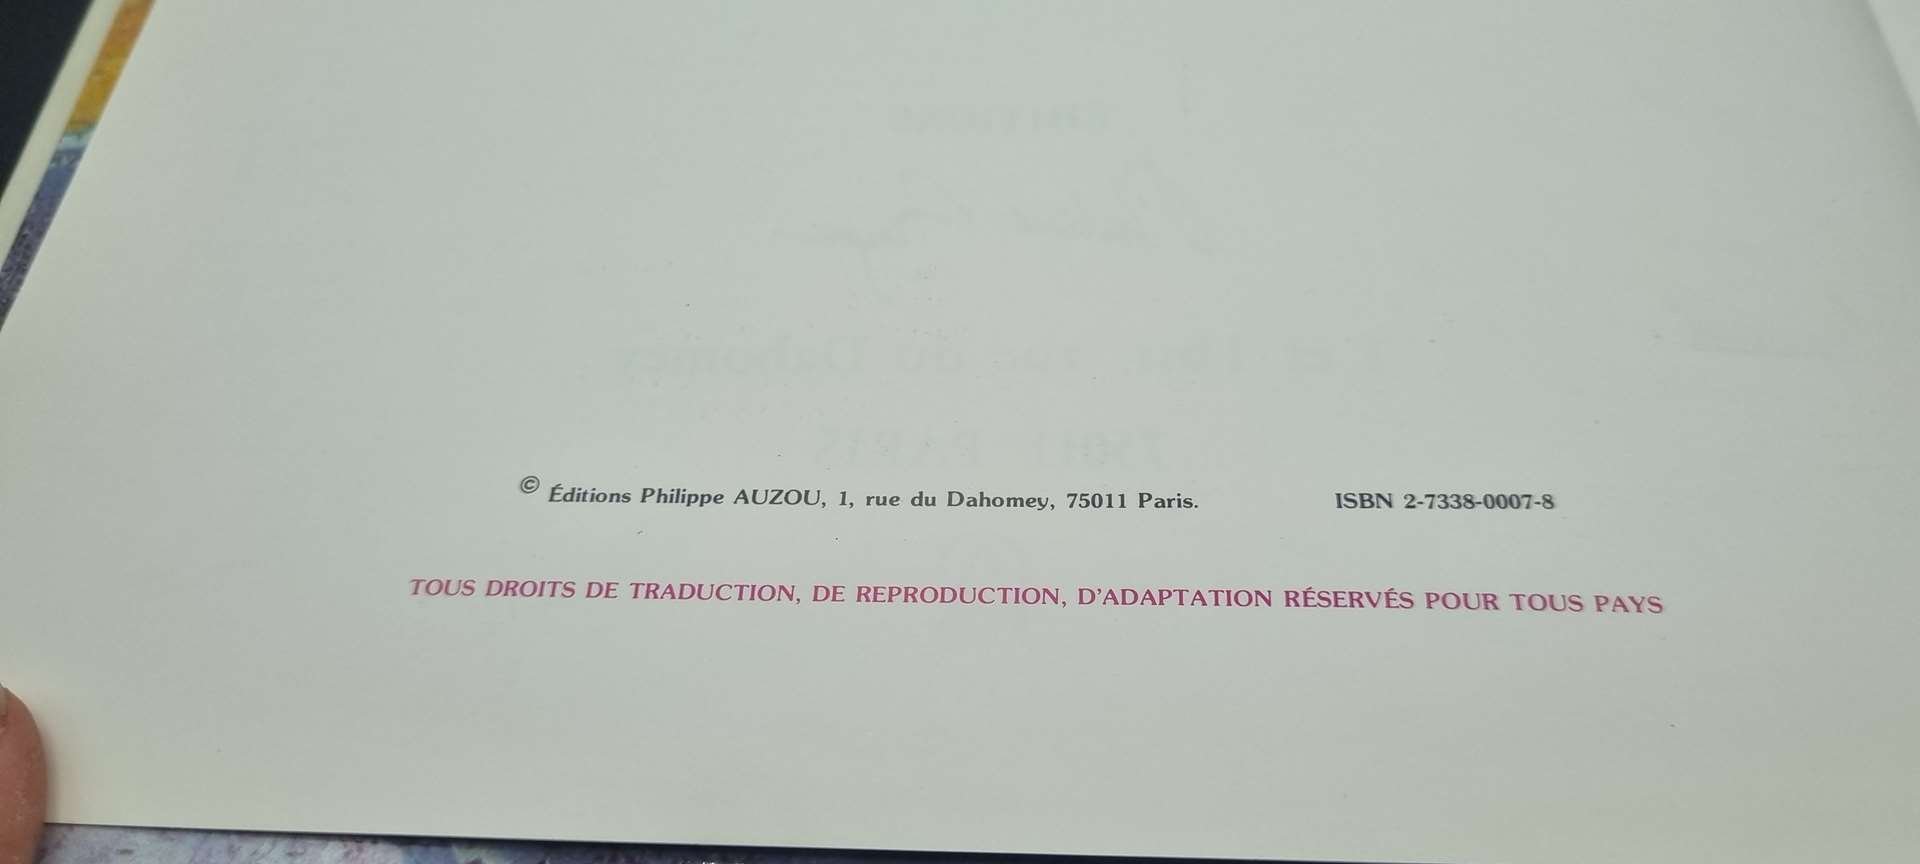 © Éditions Philippe AUZOU, 1, rue du Dahomey, 75011 Paris. ISBN 2-7338-0007-8
TOUS DROITS DE TRADUCTION, DE REPRODUCTION, D'ADAPTATION RÉSERVÉS POUR TOUS PAYS